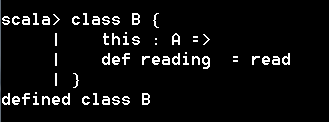 scala> class B {
     |     this : A =>
     |     def reading  = read
     | }
defined class B